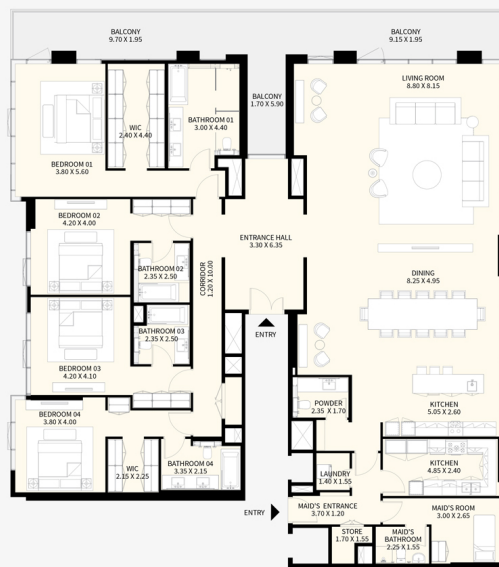 BALCONY
9.70 X 1.95
BALCONY
9.15 X 1.95
LIVING ROOM
8.80 X 8.15
BALCONY
1.70 X 5.90
BATHROOM 01
3.00 X 4.40
WIC
2.40 X 4.40
BEDROOM 01
3.80 X 5.60
BEDROOM 02
4.20 X 4.00
ENTRANCE HALL
3.30 X 6.35
CORRIDOR
1.20 X 10.00
BATHROOM 02
2.35 X 2.50
DINING
8.25 X 4.95
BATHROOM 03
2.35 X 2.50
ENTRY
BEDROOM 03
4.20 X 4.10
POWDER
2.35 X 1.70
KITCHEN
5.05 X 2.60
BEDROOM 04
3.80 X 4.00
WIC
2.15 X 2.25
BATHROOM 04
3.35 X 2.15
LAUNDRY
1.40 X 1.55
KITCHEN
4.85 X 2.40
ENTRY
MAID'S ENTRANCE
3.70 X 1.20
MAID'S ROOM
3.00 X 2.65
STORE
1.70 X 1.55
MAID'S
BATHROOM
2.25 X 1.55